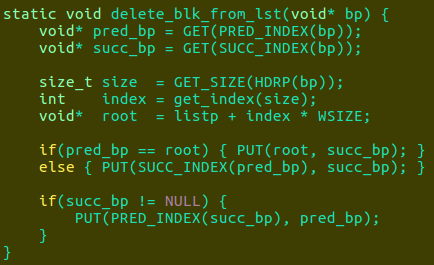 static void delete_blk_from_lst(void* bp) {
    void* pred_bp = GET(PRED_INDEX(bp));
    void* succ_bp = GET(SUCC_INDEX(bp));

    size_t size  = GET_SIZE(HDRP(bp));
    int    index = get_index(size);
    void*  root  = listp + index * WSIZE;

    if(pred_bp == root) { PUT(root, succ_bp); }
    else { PUT(SUCC_INDEX(pred_bp), succ_bp); }

    if(succ_bp != NULL) {
        PUT(PRED_INDEX(succ_bp), pred_bp);
    }
}